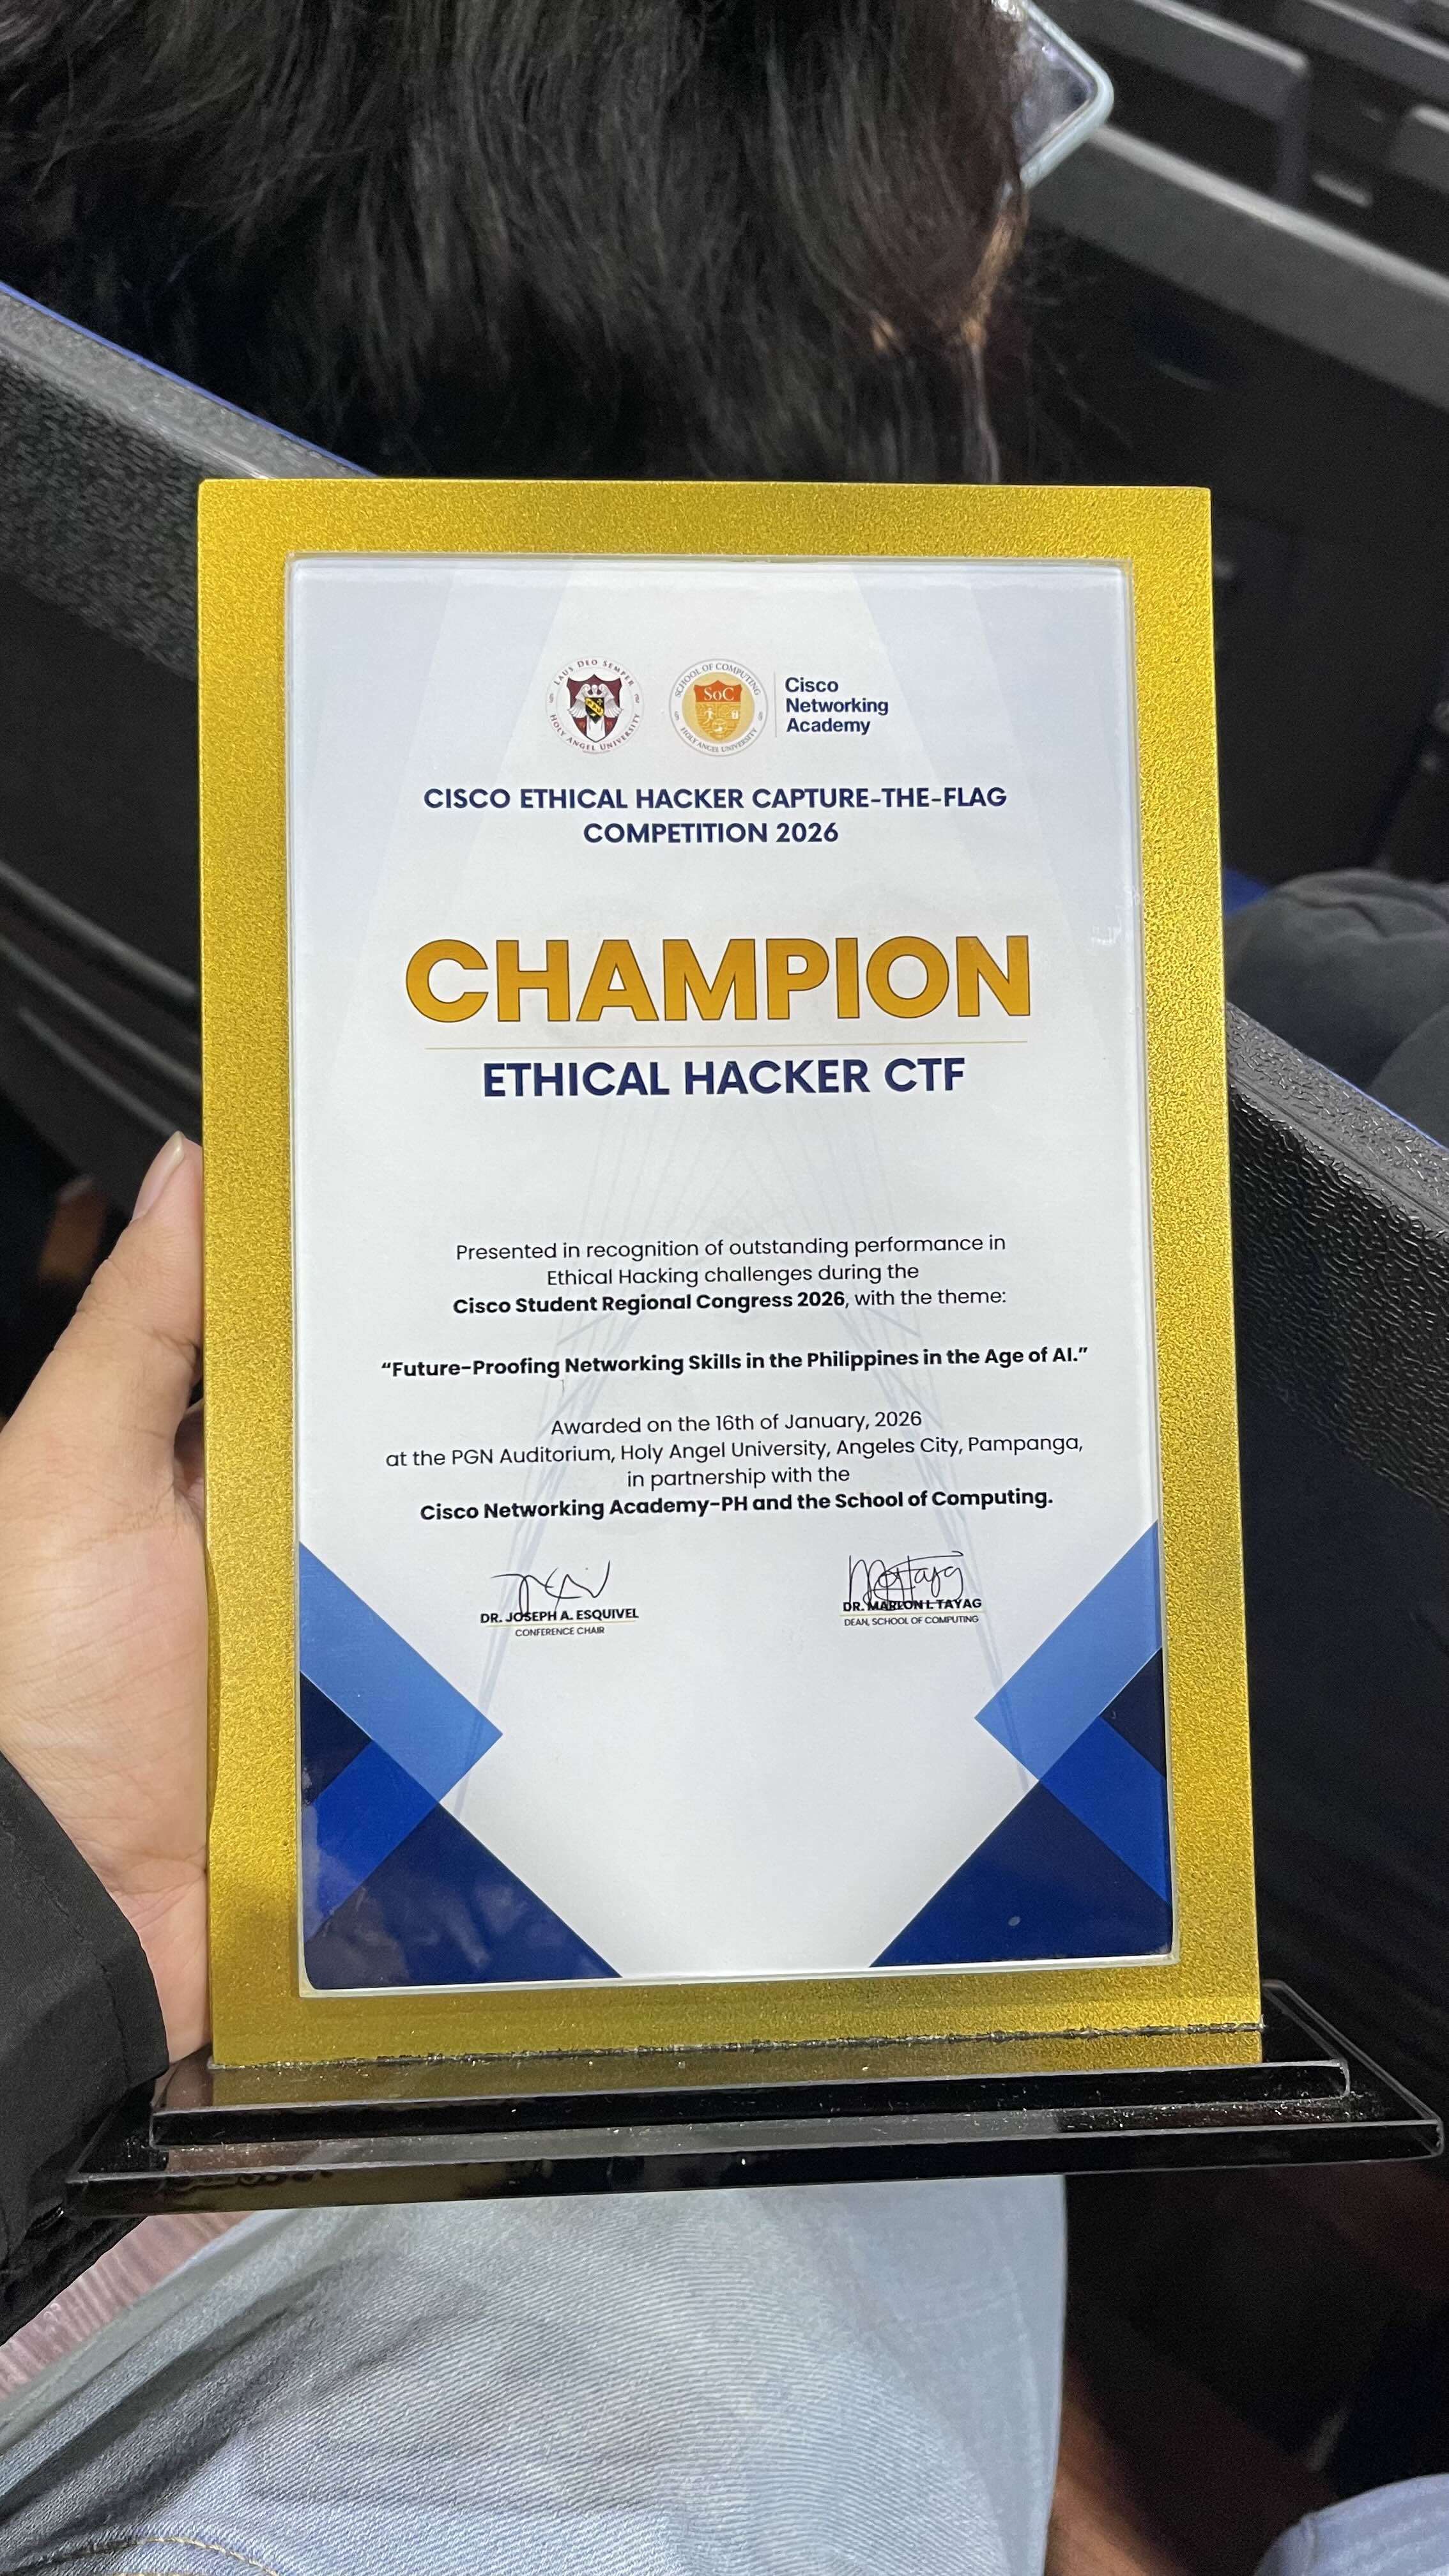 LAUS DEO SEMPER
HOLY ANGEL UNIVERSITY
SCHOOL OF COMPUTING
SoC
HOLY ANGEL UNIVERSITY
Cisco
Networking
Academy
CISCO ETHICAL HACKER CAPTURE-THE-FLAG
COMPETITION 2026
CHAMPION
ETHICAL HACKER CTF
Presented in recognition of outstanding performance in
Ethical Hacking challenges during the
Cisco Student Regional Congress 2026, with the theme:
“Future-Proofing Networking Skills in the Philippines in the Age of AI.”
Awarded on the 16th of January, 2026
at the PGN Auditorium, Holy Angel University, Angeles City, Pampanga,
in partnership with the
Cisco Networking Academy-PH and the School of Computing.
DR. JOSEPH A. ESQUIVEL
CONFERENCE CHAIR
DR. MARLON I. TAYAG
DEAN, SCHOOL OF COMPUTING